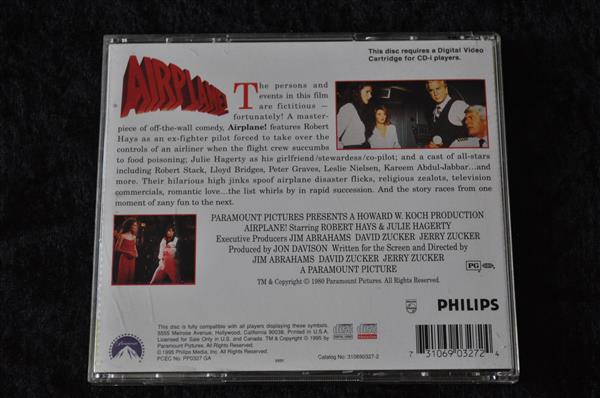 This disc requires a Digital Video
Cartridge for CD-i players.
AIRPLANE!
The persons and
events in this film
are fictitious —
fortunately! A master-
piece of off-the-wall comedy, Airplane! features Robert
Hays as an ex-fighter pilot forced to take over the
controls of an airliner when the flight crew succumbs
to food poisoning; Julie Hagerty as his girlfriend/stewardess/co-pilot; and a cast of all-stars
including Robert Stack, Lloyd Bridges, Peter Graves, Leslie Nielsen, Kareem Abdul-Jabbar...and
more. Their hilarious high jinks spoof airplane disaster flicks, religious zealots, television
commercials, romantic love...the list whirls by in rapid succession. And the story races from one
moment of zany fun to the next.
PARAMOUNT PICTURES PRESENTS A HOWARD W. KOCH PRODUCTION
AIRPLANE! Starring ROBERT HAYS & JULIE HAGERTY
Executive Producers JIM ABRAHAMS DAVID ZUCKER JERRY ZUCKER
Produced by JON DAVISON Written for the Screen and Directed by
JIM ABRAHAMS DAVID ZUCKER JERRY ZUCKER
A PARAMOUNT PICTURE
PG
TM & Copyright © 1980 Paramount Pictures. All Rights Reserved.
PHILIPS
This disc is fully compatible with all players displaying these symbols.
5555 Melrose Avenue, Hollywood, California 90038. Printed in U.S.A.
Licensed for Sale Only in U.S. and Canada. TM & Copyright © 1995 by
Paramount Pictures. All Rights Reserved.
© 1995 Philips Media, Inc. All Rights Reserved.
PCEC No: PP0327 GA
Catalog No: 310690327-2
Paramount
7 31069 03272 4